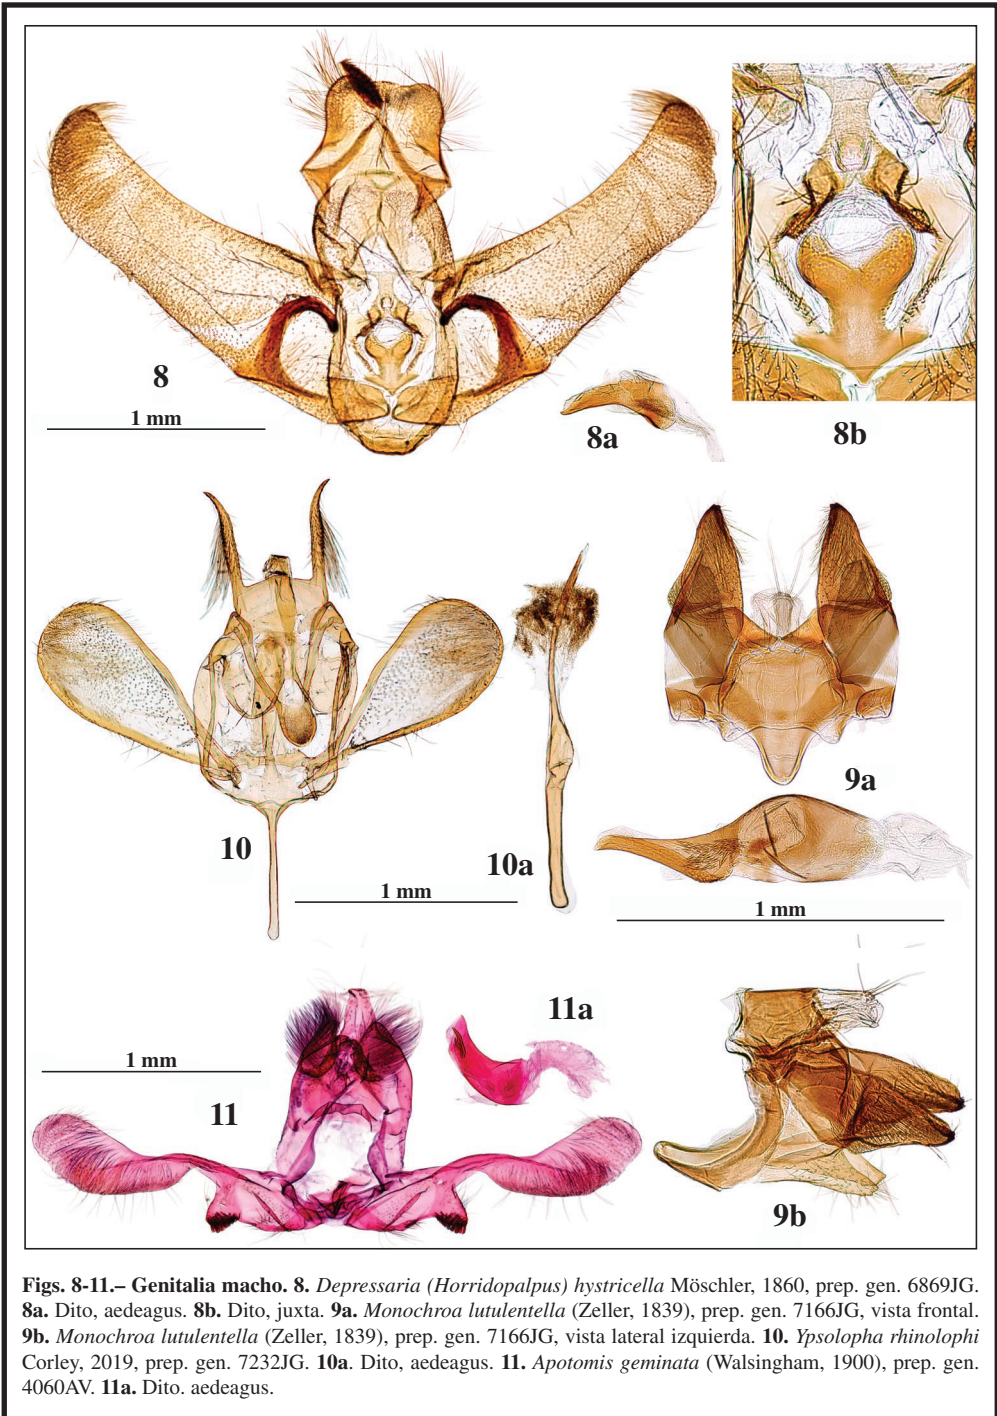 8
1 mm
8a
8b
9a
10
10a
1 mm
1 mm
11a
1 mm
11
9b
Figs. 8-11.– Genitalia macho. 8. Depressaria (Horridopalpus) hystricella Möschler, 1860, prep. gen. 6869JG.
8a. Dito, aedeagus. 8b. Dito, juxta. 9a. Monochroa lutulentella (Zeller, 1839), prep. gen. 7166JG, vista frontal.
9b. Monochroa lutulentella (Zeller, 1839), prep. gen. 7166JG, vista lateral izquierda. 10. Ypsolopha rhinolophi
Corley, 2019, prep. gen. 7232JG. 10a. Dito, aedeagus. 11. Apotomis geminata (Walsingham, 1900), prep. gen.
4060AV. 11a. Dito. aedeagus.